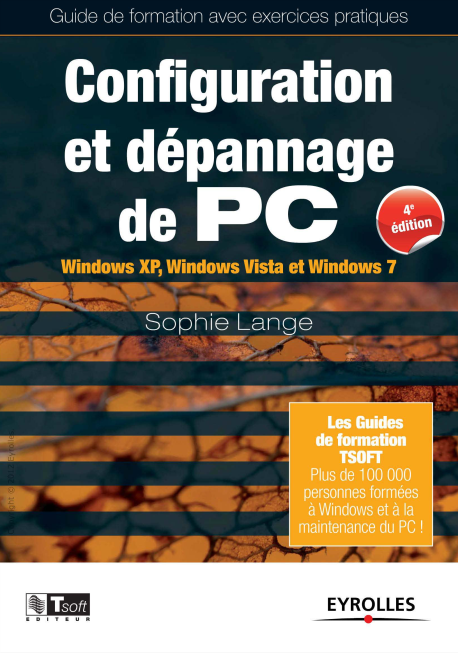 Guide de formation avec exercices pratiques
Configuration
et dépannage
de PC
4e
édition
Windows XP, Windows Vista et Windows 7
Sophie Lange
Les Guides
de formation
TSOFT
Plus de 100 000
personnes formées
à Windows et à la
maintenance du PC !
Tsoft
EDITEUR
EYROLLES